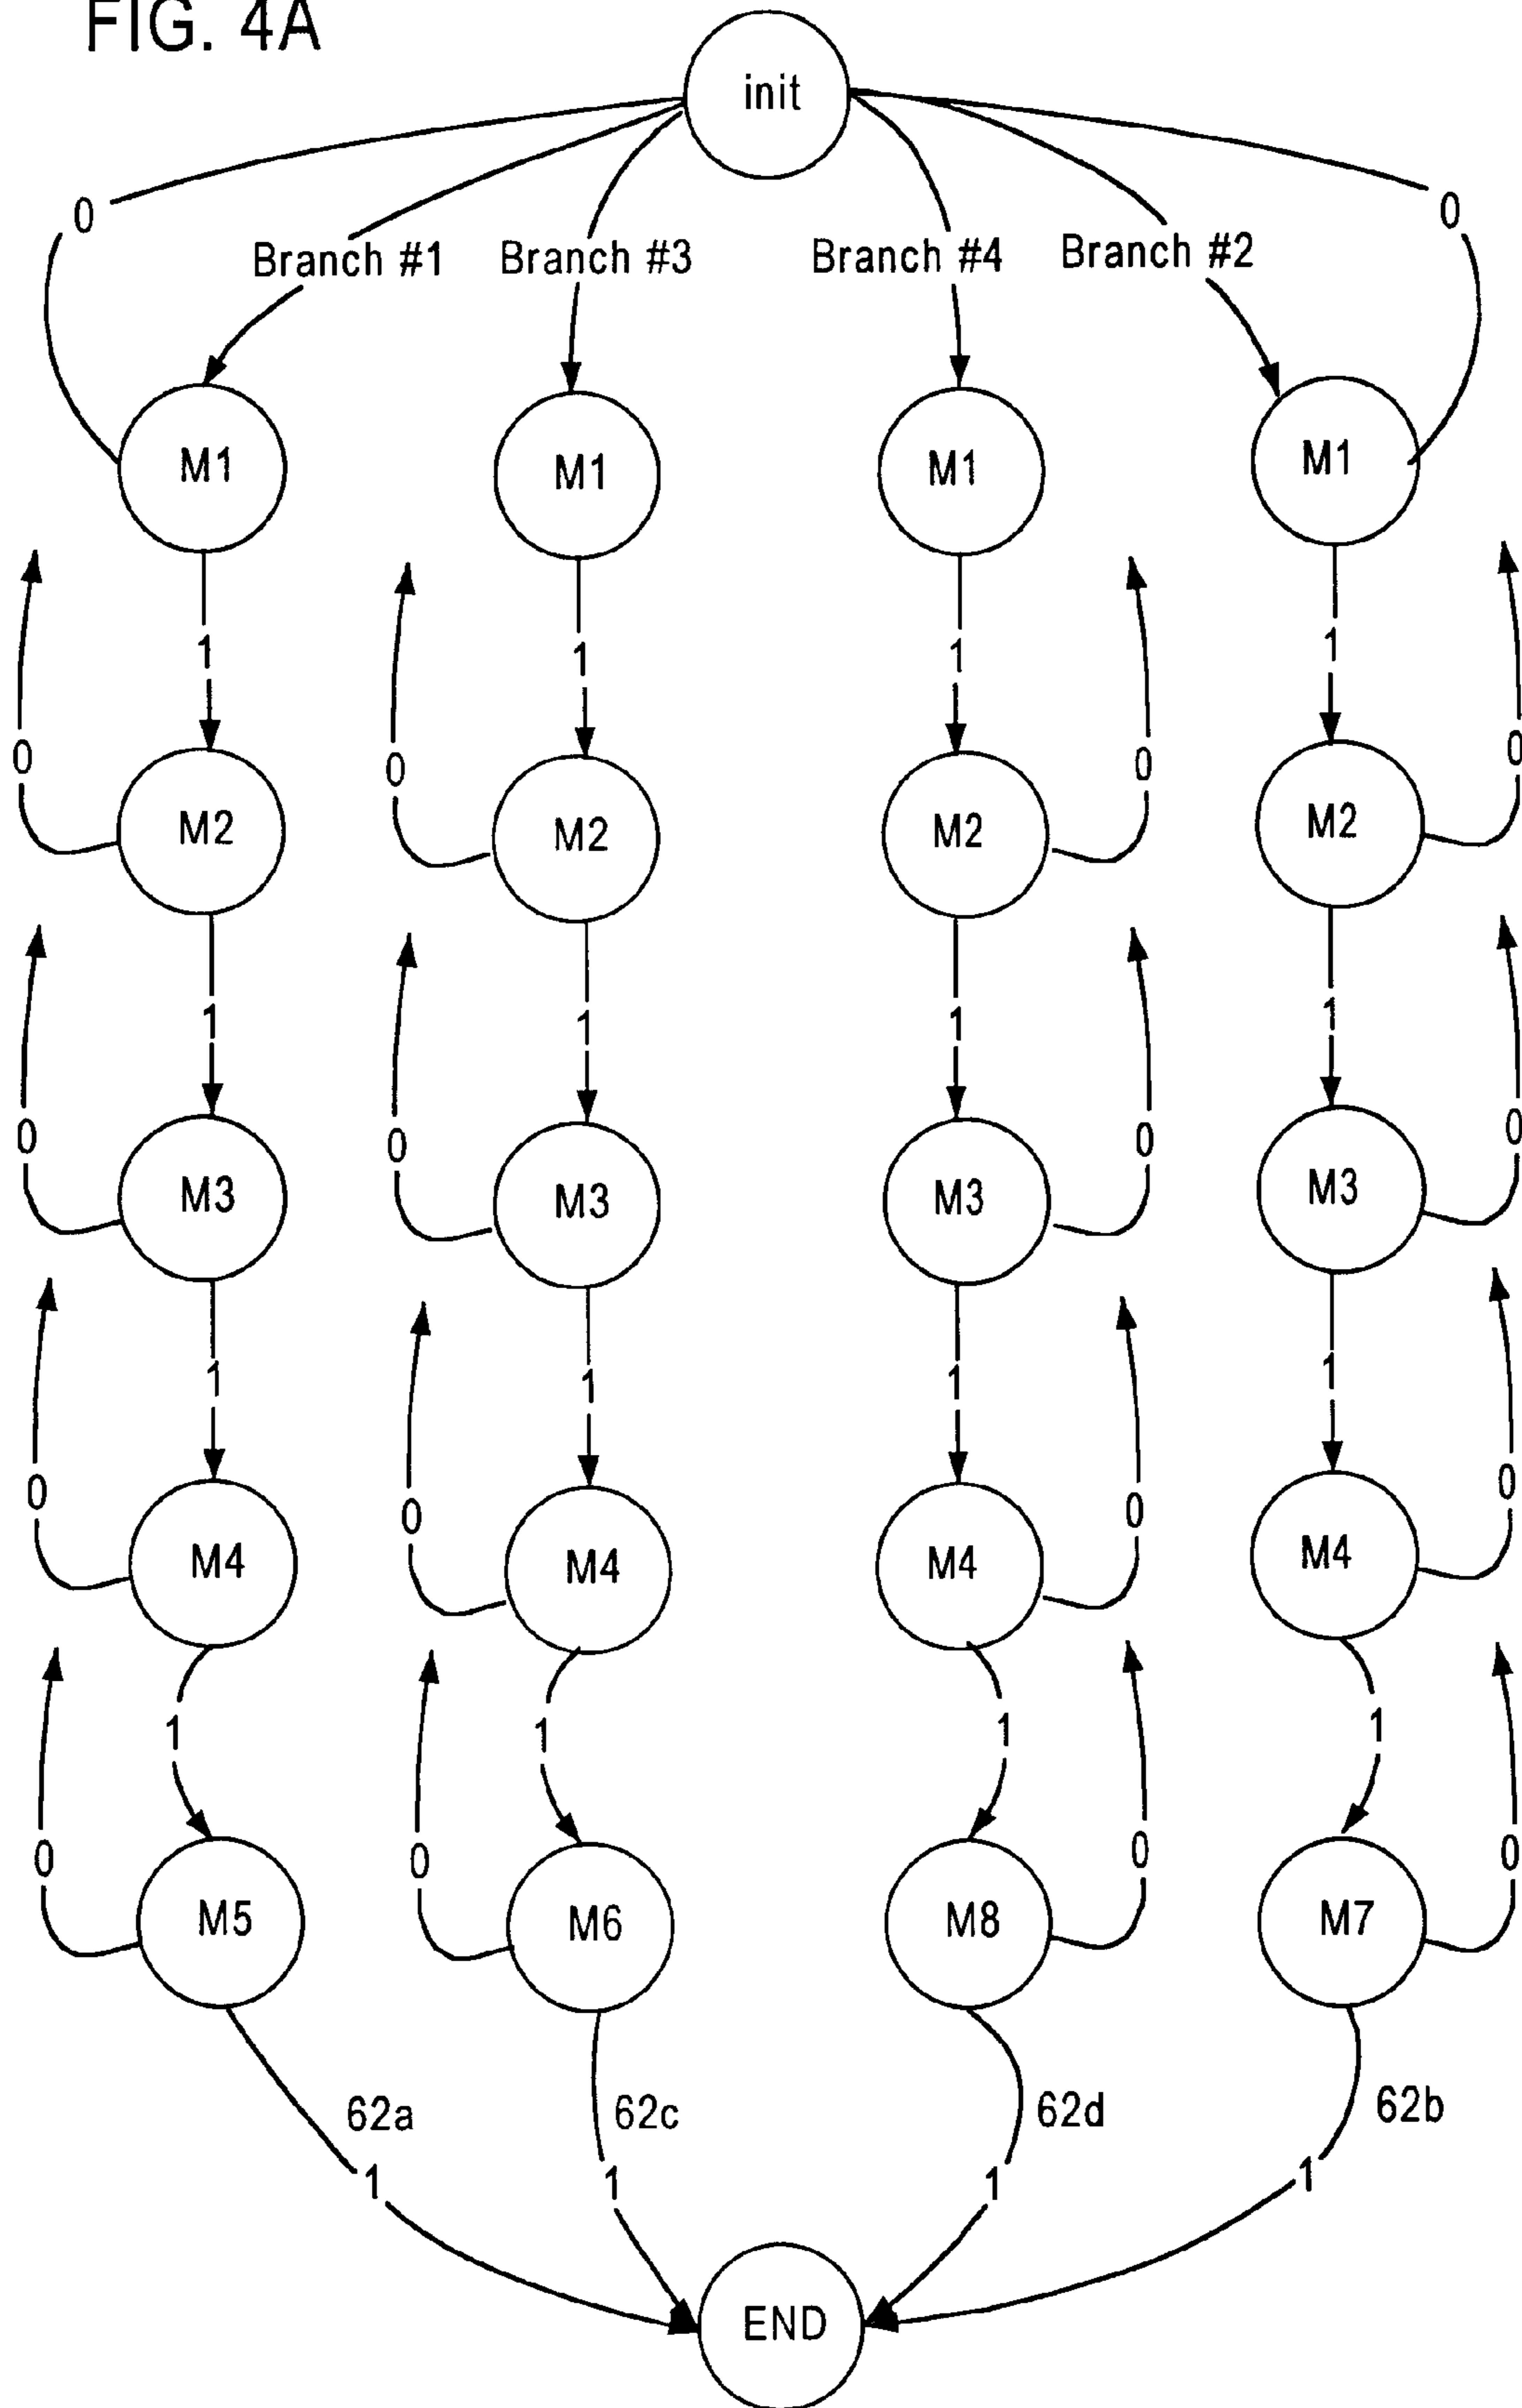 FIG. 4A
init
0
0
Branch #1 Branch #3 Branch #4 Branch #2
M1 M1 M1 M1
1 1 1 1
0 0 0 0
M2 M2 M2 M2
1 1 1 1
0 0 0 0
M3 M3 M3 M3
1 1 1 1
0 0 0 0
M4 M4 M4 M4
1 1 1 1
0 0 0 0
M5 M6 M8 M7
62a 62c 62d 62b
1 1 1 1
END